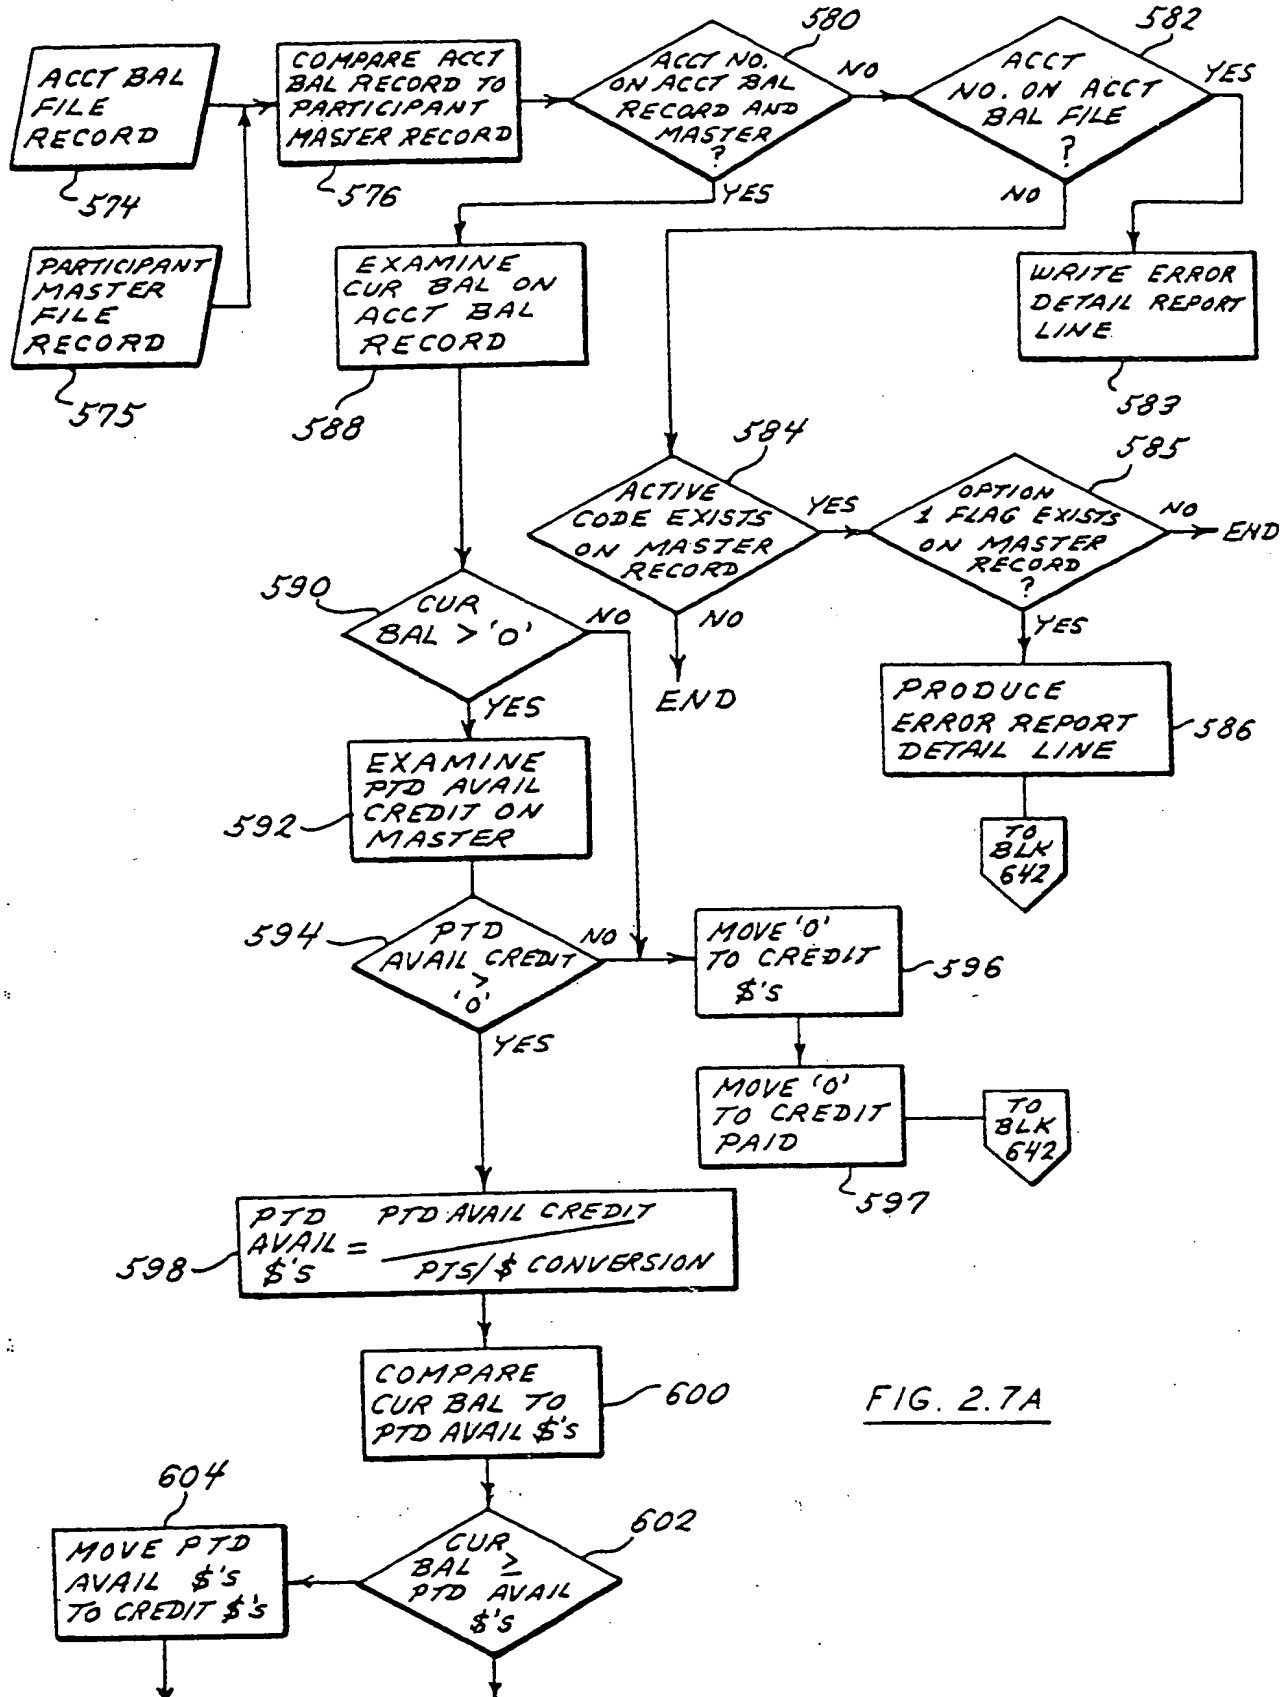 ACCT BAL
FILE
RECORD
574
COMPARE ACCT
BAL RECORD TO
PARTICIPANT
MASTER RECORD
576
580
ACCT NO.
ON ACCT BAL
RECORD AND
MASTER
?
NO
YES
582
ACCT
NO. ON ACCT
BAL FILE
?
YES
NO
PARTICIPANT
MASTER
FILE
RECORD
575
EXAMINE
CUR BAL ON
ACCT BAL
RECORD
588
WRITE ERROR
DETAIL REPORT
LINE
583
584
ACTIVE
CODE EXISTS
ON MASTER
RECORD
YES
NO
END
585
OPTION
1 FLAG EXISTS
ON MASTER
RECORD
?
NO
END
YES
590
CUR
BAL > '0'
NO
YES
PRODUCE
ERROR REPORT
DETAIL LINE
586
TO
BLK
642
EXAMINE
PTD AVAIL
CREDIT ON
MASTER
592
594
PTD
AVAIL CREDIT
>
'0'
NO
YES
MOVE '0'
TO CREDIT
$'S
596
MOVE '0'
TO CREDIT
PAID
597
TO
BLK
642
PTD
AVAIL =
$'S
PTD AVAIL CREDIT
PTS/$ CONVERSION
598
COMPARE
CUR BAL TO
PTD AVAIL $'S
600
FIG. 2.7A
604
MOVE PTD
AVAIL $'S
TO CREDIT $'S
602
CUR
BAL ≥
PTD AVAIL
$'S